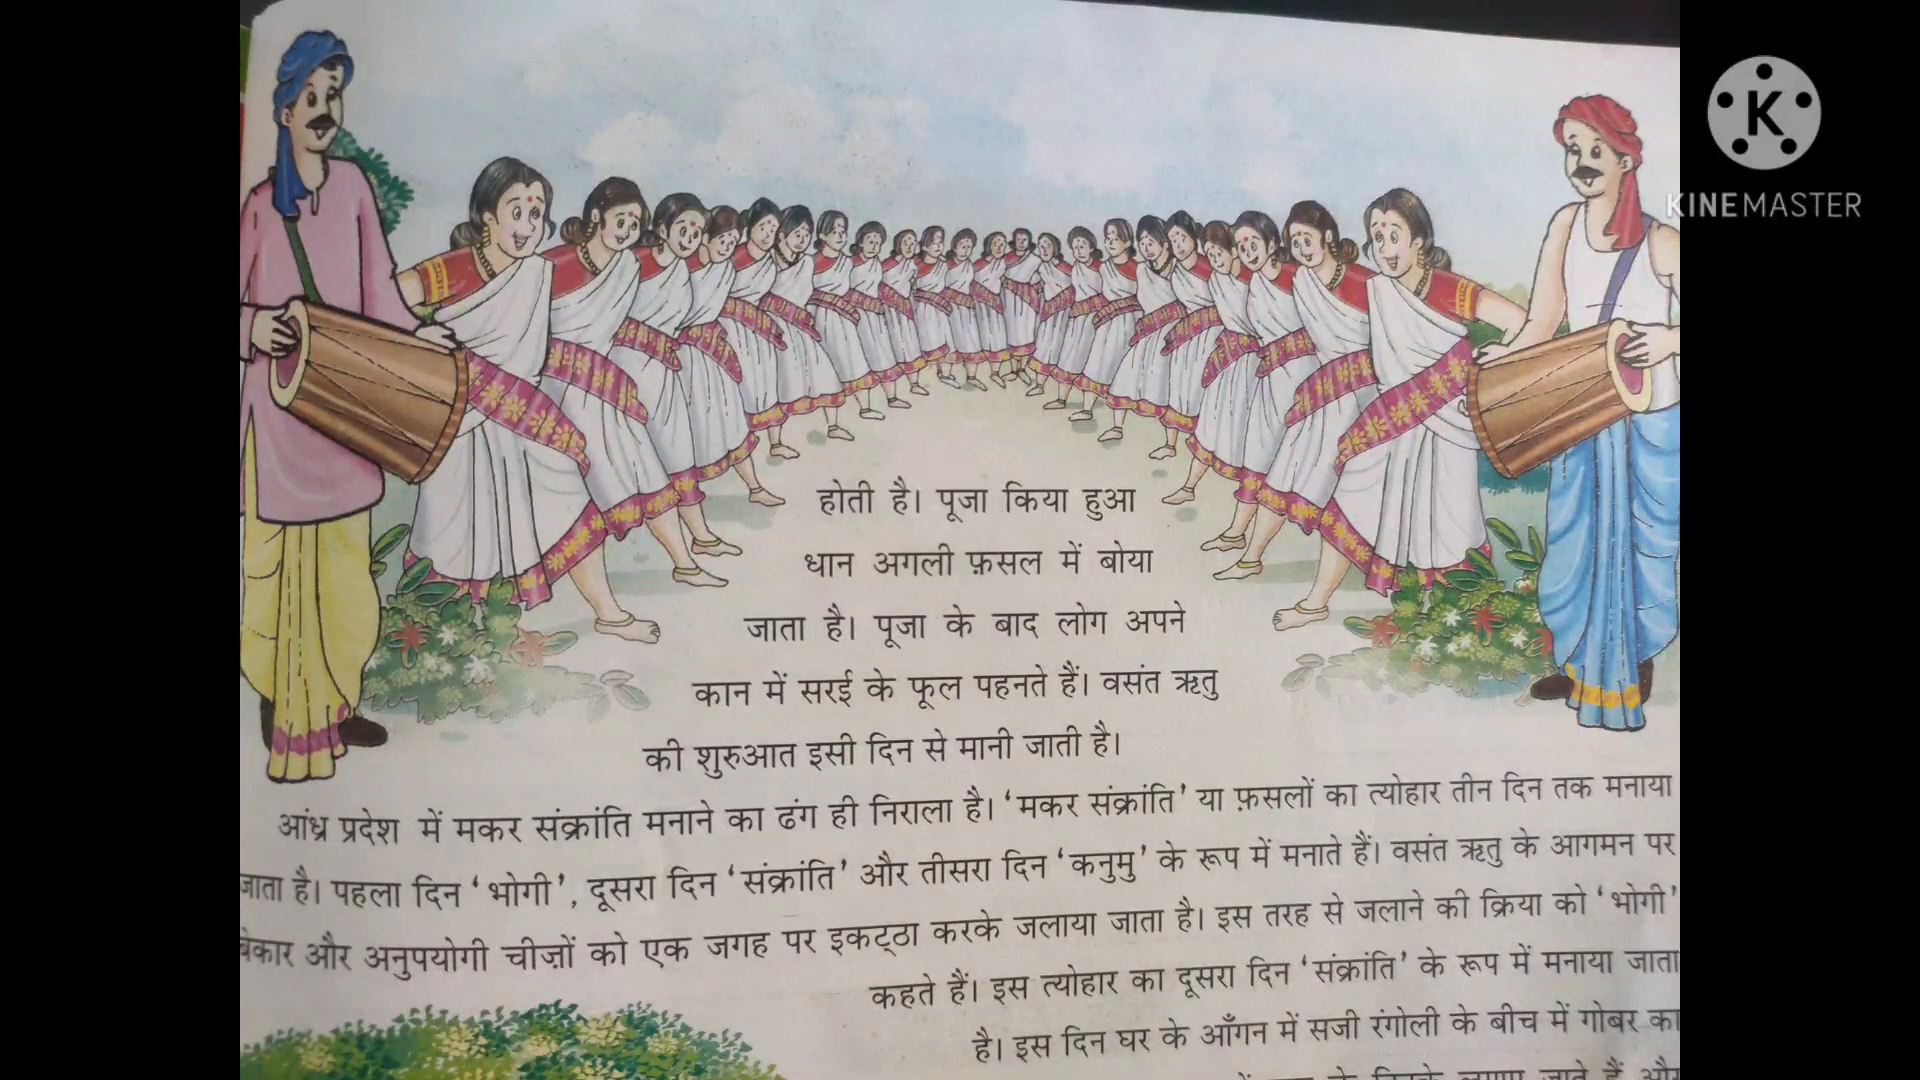 होती है। पूजा किया हुआ
धान अगली फ़सल में बोया
जाता है। पूजा के बाद लोग अपने
कान में सरई के फूल पहनते हैं। वसंत ऋतु
की शुरुआत इसी दिन से मानी जाती है।
आंध्र प्रदेश में मकर संक्रांति मनाने का ढंग ही निराला है। ‘मकर संक्रांति’ या फ़सलों का त्योहार तीन दिन तक मनाया
जाता है। पहला दिन ‘भोगी’, दूसरा दिन ‘संक्रांति’ और तीसरा दिन ‘कनुमु’ के रूप में मनाते हैं। वसंत ऋतु के आगमन पर
बेकार और अनुपयोगी चीज़ों को एक जगह पर इकट्ठा करके जलाया जाता है। इस तरह से जलाने की क्रिया को ‘भोगी’
कहते हैं। इस त्योहार का दूसरा दिन ‘संक्रांति’ के रूप में मनाया जाता
है। इस दिन घर के आँगन में सजी रंगोली के बीच में गोबर का
K
KINEMASTER